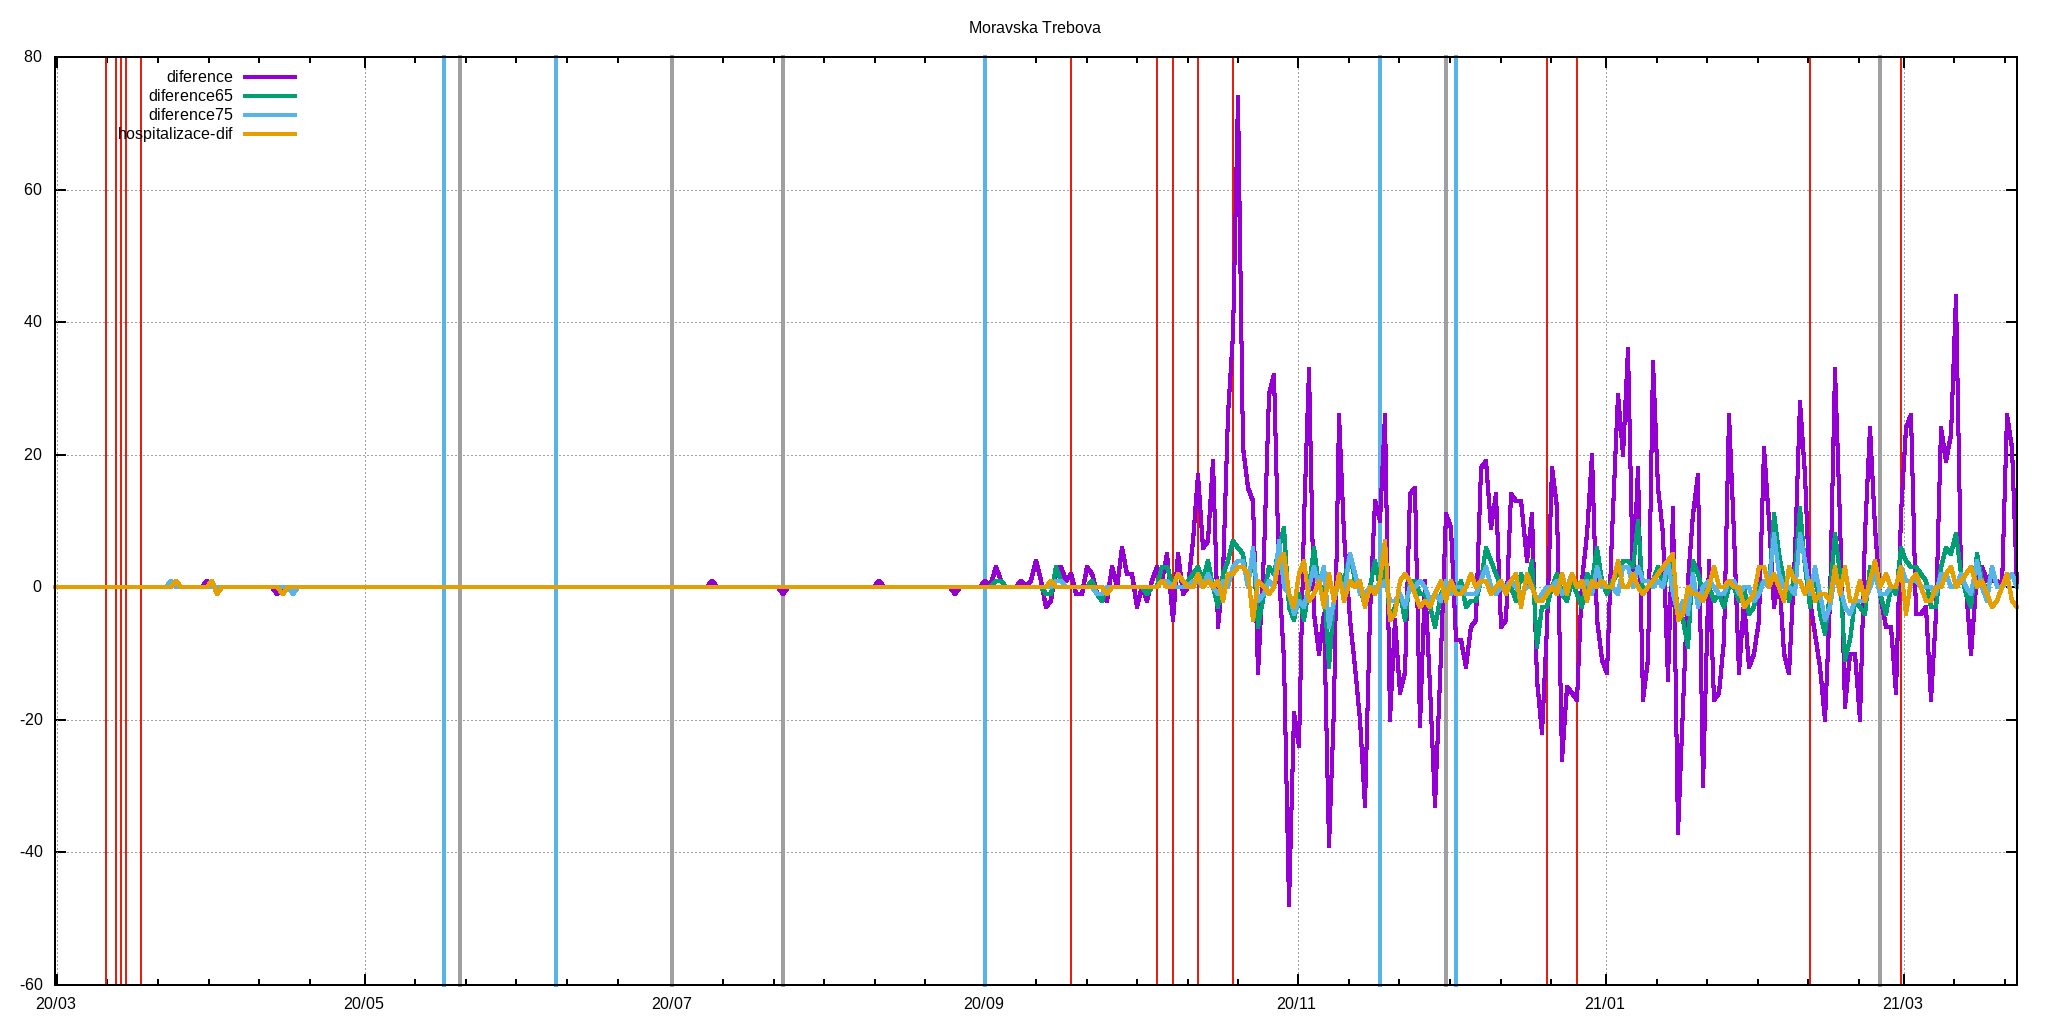 Moravska Trebova
80
60
40
20
0
-20
-40
-60
diference
diference65
diference75
hospitalizace-dif
20/03 20/05 20/07 20/09 20/11 21/01 21/03